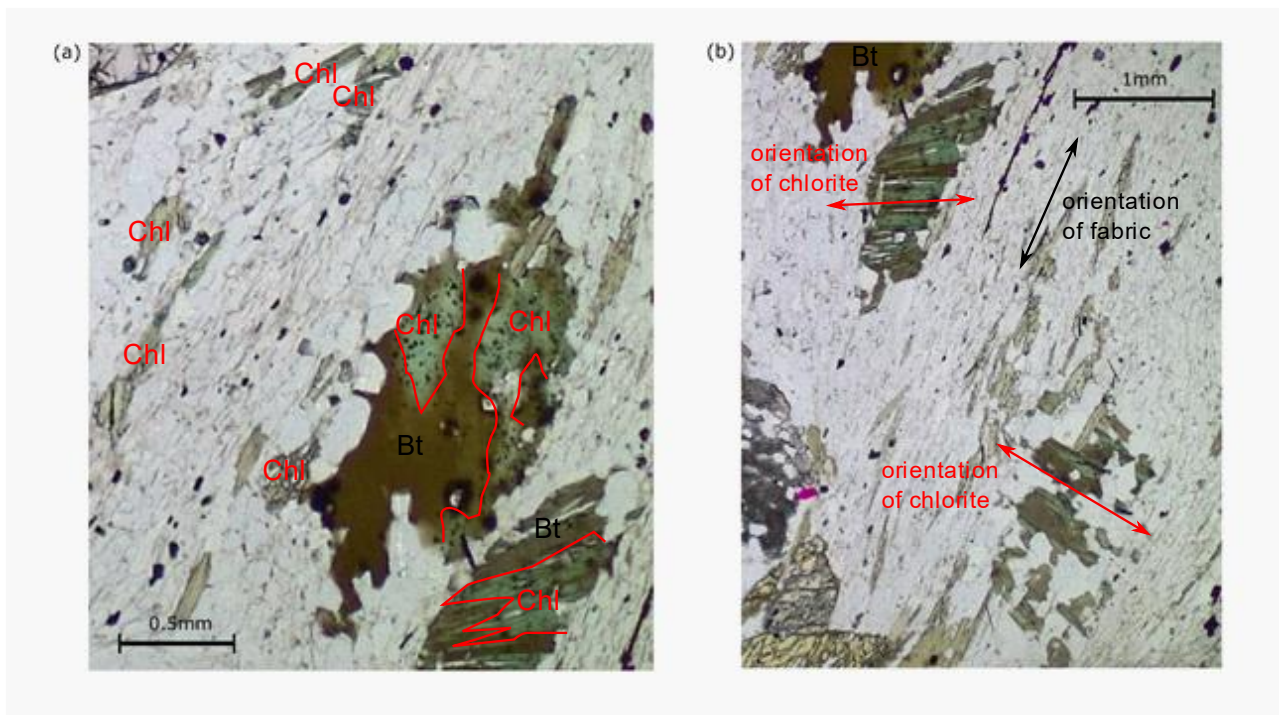 (a)
Chl
Chl
Chl
Chl
Chl
Chl
Chl
Bt
Bt
Chl
0.5mm
(b)
Bt
1mm
orientation
of chlorite
orientation
of fabric
orientation
of chlorite